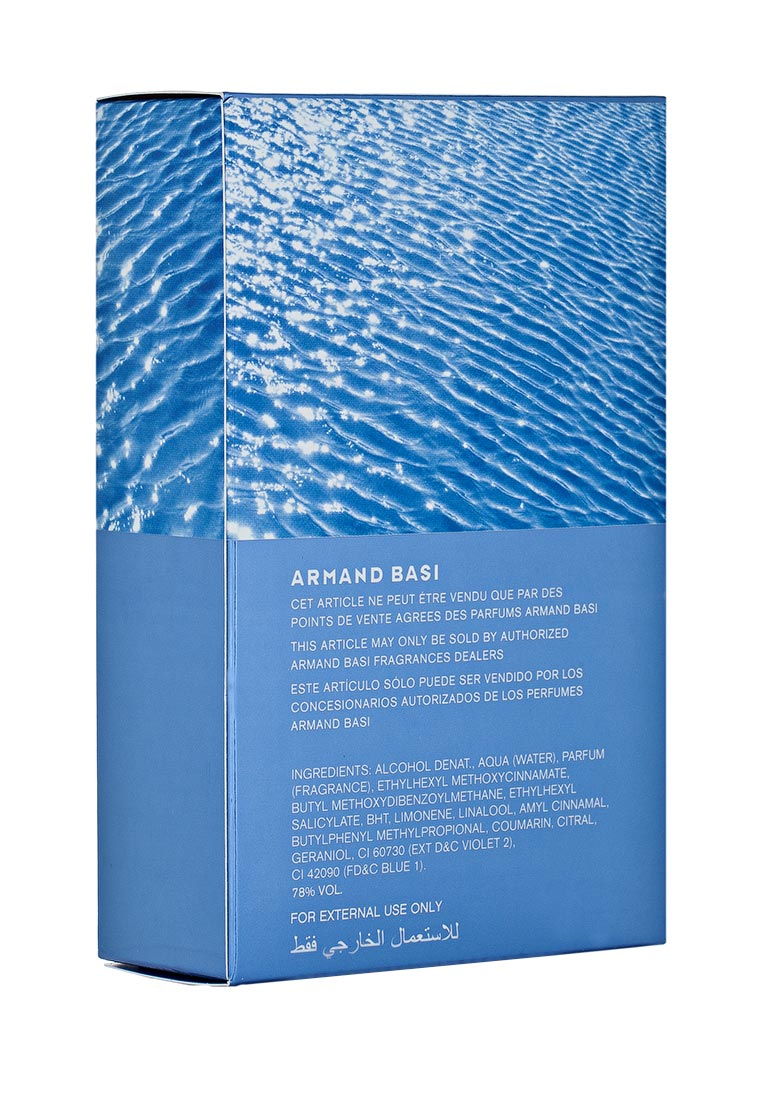 ARMAND BASI
CET ARTICLE NE PEUT ÉTRE VENDU QUE PAR DES
POINTS DE VENTE AGREES DES PARFUMS ARMAND BASI
THIS ARTICLE MAY ONLY BE SOLD BY AUTHORIZED
ARMAND BASI FRAGRANCES DEALERS
ESTE ARTÍCULO SÓLO PUEDE SER VENDIDO POR LOS
CONCESIONARIOS AUTORIZADOS DE LOS PERFUMES
ARMAND BASI
INGREDIENTS: ALCOHOL DENAT., AQUA (WATER), PARFUM
(FRAGRANCE), ETHYLHEXYL METHOXYCINNAMATE,
BUTYL METHOXYDIBENZOYLMETHANE, ETHYLHEXYL
SALICYLATE, BHT, LIMONENE, LINALOOL, AMYL CINNAMAL,
BUTYLPHENYL METHYLPROPIONAL, COUMARIN, CITRAL,
GERANIOL, CI 60730 (EXT D&C VIOLET 2),
CI 42090 (FD&C BLUE 1).
78% VOL.
FOR EXTERNAL USE ONLY
للاستعمال الخارجي فقط